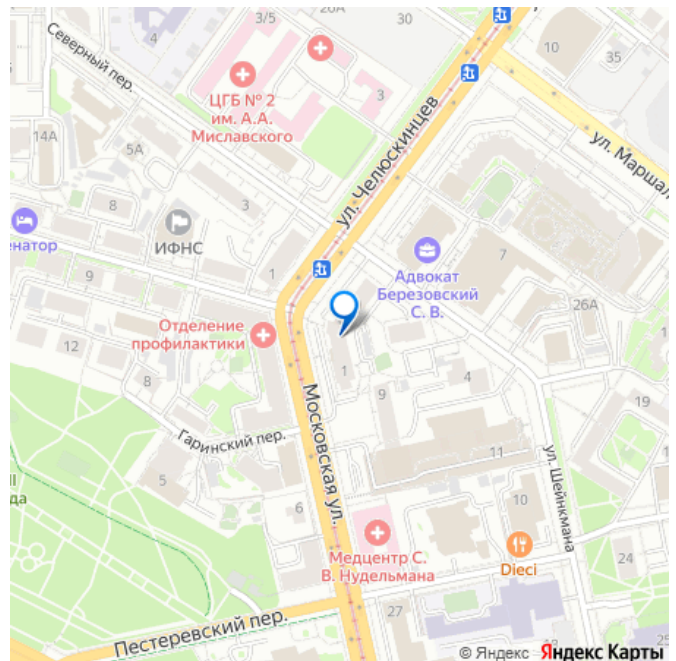 3/5
26А
30
4
10
35
Северный пер.
ЦГБ № 2
им. А.А.
Миславского
3
ул. Челюскинцев
ул. Маршал
14А
5А
8
3
енатор
ИФНС
1
Адвокат
Березовский
С. В.
7
26А
9
Отделение
профилактики
12
8
1
9
4
19
Московская ул.
Гаринский пер.
11
ул. Шейнкмана
5
6
10
да
Медцентр С.
В. Нудельмана
Dieci
24
27
Пестеревский пер.
18
© Яндекс Яндекс Карты